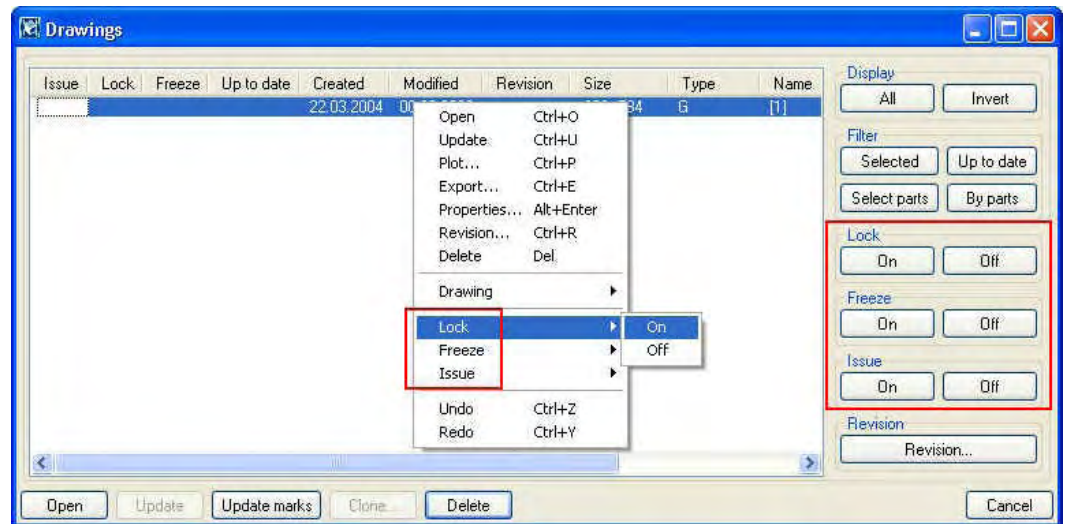 Drawings
Issue Lock Freeze Up to date Created Modified Revision Size Type Name
22.03.2004 G [1]
Open Ctrl+O
Update Ctrl+U
Plot... Ctrl+P
Export... Ctrl+E
Properties... Alt+Enter
Revision... Ctrl+R
Delete Del
Drawing
Lock
Freeze
Issue
On
Off
Undo Ctrl+Z
Redo Ctrl+Y
Display
All Invert
Filter
Selected Up to date
Select parts By parts
Lock
On Off
Freeze
On Off
Issue
On Off
Revision
Revision...
Open Update Update marks Clone... Delete Cancel